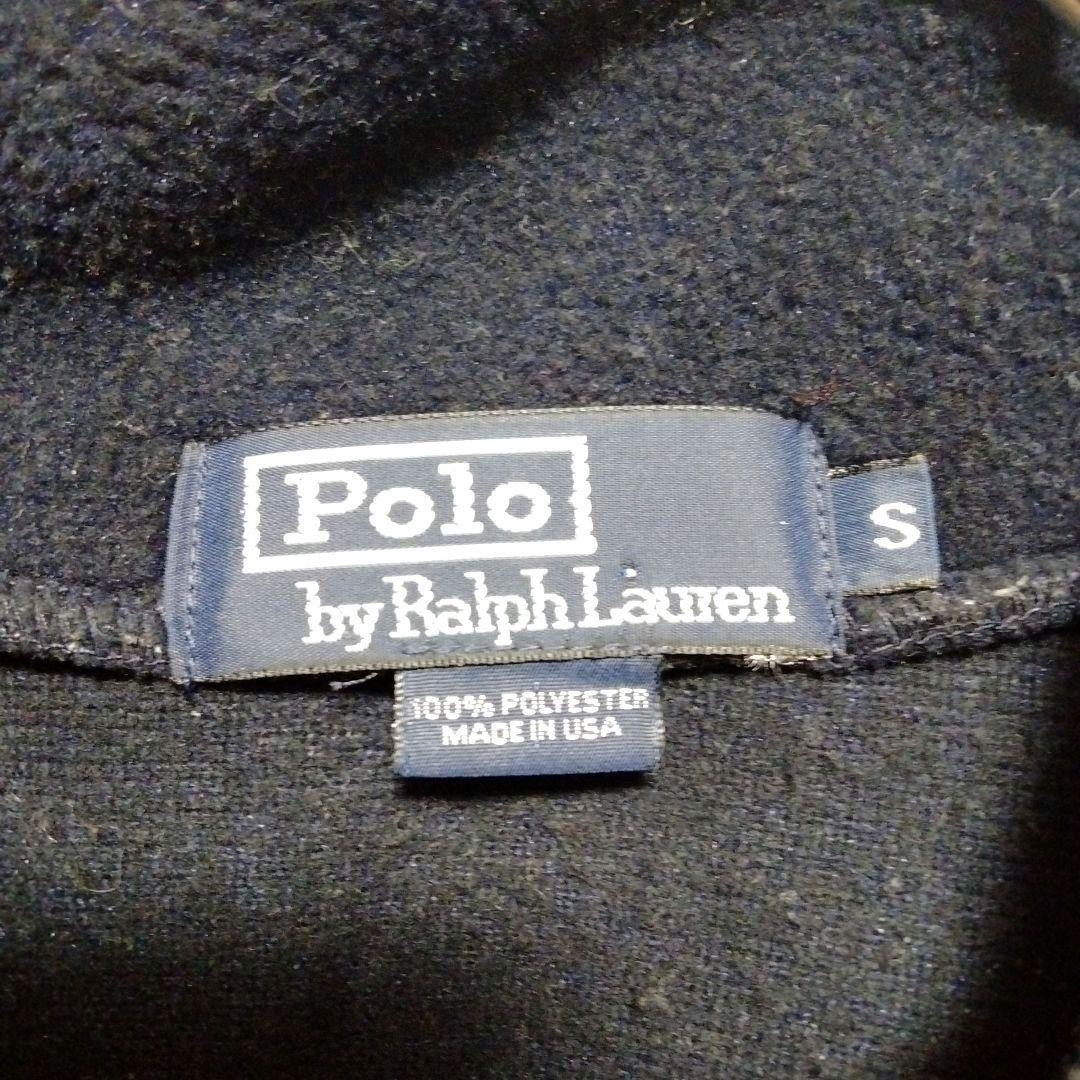 Polo
by Ralph Lauren
S
100% POLYESTER
MADE IN USA